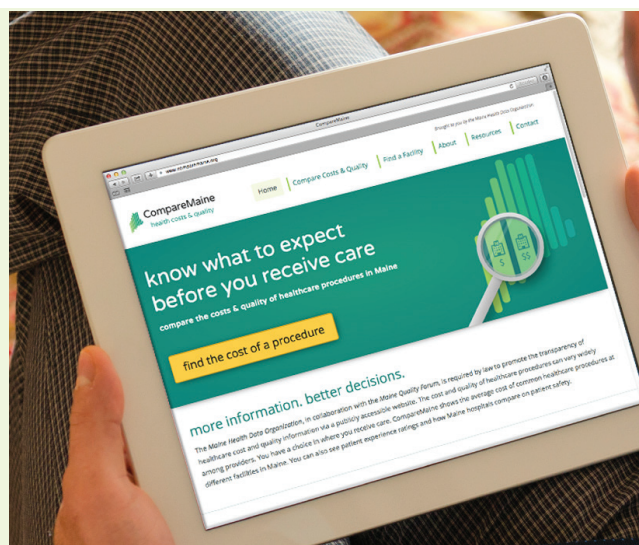 CompareMaine
www.comparemaine.org
Brought to you by the Maine Health Data Organization
CompareMaine
health costs & quality
Home
Compare Costs & Quality
Find a Facility
About
Resources
Contact
know what to expect
before you receive care
compare the costs & quality of healthcare procedures in Maine
$ $$
find the cost of a procedure
more information. better decisions.
The Maine Health Data Organization, in collaboration with the Maine Quality Forum, is required by law to promote the transparency of
healthcare cost and quality information via a publicly accessible website. The cost and quality of healthcare procedures can vary widely
among providers. You have a choice in where you receive care. CompareMaine shows the average cost of common healthcare procedures at
different facilities in Maine. You can also see patient experience ratings and how Maine hospitals compare on patient safety.